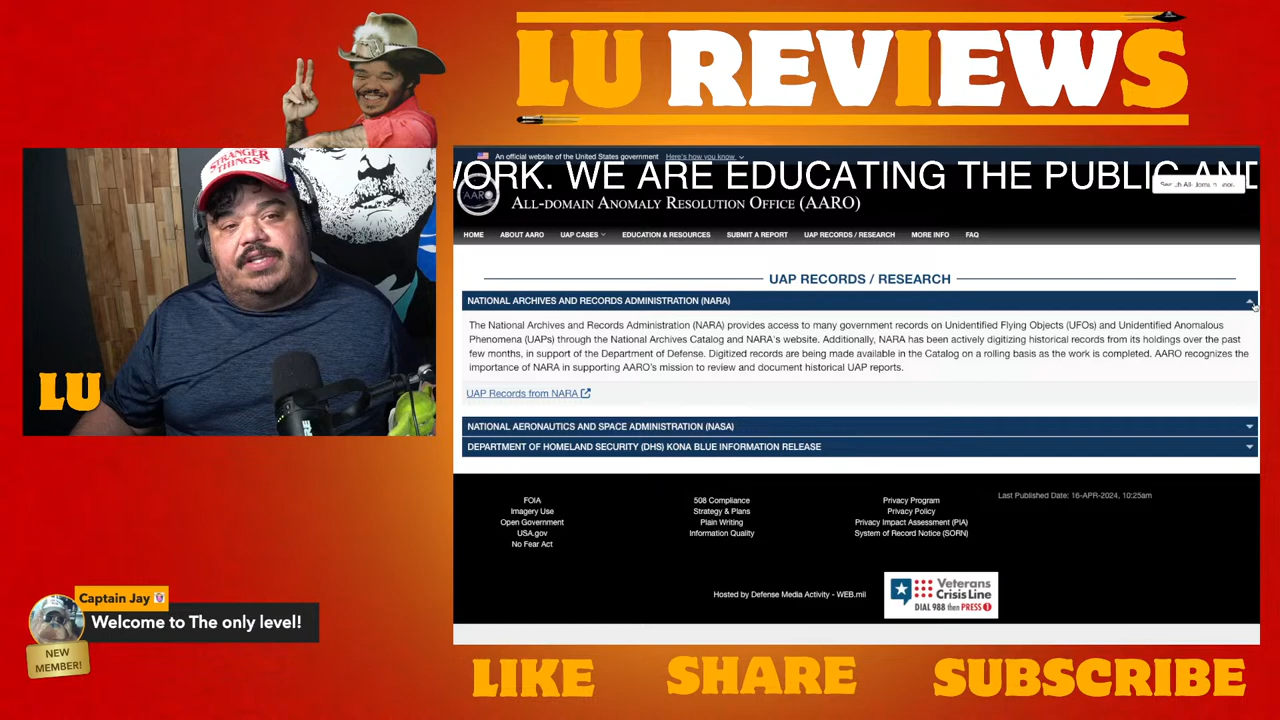 LU REVIEWS
STRANGER
THINGS
LU
An official website of the United States government Here's how you know.
WORK. WE ARE EDUCATING THE PUBLIC AND
AARO
ALL-DOMAIN ANOMALY RESOLUTION OFFICE (AARO)
HOME ABOUT AARO UAP CASES EDUCATION & RESOURCES SUBMIT A REPORT UAP RECORDS / RESEARCH MORE INFO FAQ
UAP RECORDS / RESEARCH
NATIONAL ARCHIVES AND RECORDS ADMINISTRATION (NARA)
The National Archives and Records Administration (NARA) provides access to many government records on Unidentified Flying Objects (UFOs) and Unidentified Anomalous
Phenomena (UAPs) through the National Archives Catalog and NARA's website. Additionally, NARA has been actively digitizing historical records from its holdings over the past
few months, in support of the Department of Defense. Digitized records are being made available in the Catalog on a rolling basis as the work is completed. AARO recognizes the
importance of NARA in supporting AARO's mission to review and document historical UAP reports.
UAP Records from NARA
NATIONAL AERONAUTICS AND SPACE ADMINISTRATION (NASA)
DEPARTMENT OF HOMELAND SECURITY (DHS) KONA BLUE INFORMATION RELEASE
FOIA
Imagery Use
Open Government
USA.gov
No Fear Act
508 Compliance
Strategy & Plans
Plain Writing
Information Quality
Privacy Program
Privacy Policy
Privacy Impact Assessment (PIA)
System of Record Notice (SORN)
Last Published Date: 16-APR-2024, 10:25am
Hosted by Defense Media Activity - WEB.mil
Veterans
Crisis Line
DIAL 988 then PRESS 1
Captain Jay
Welcome to The only level!
NEW
MEMBER!
LIKE SHARE SUBSCRIBE